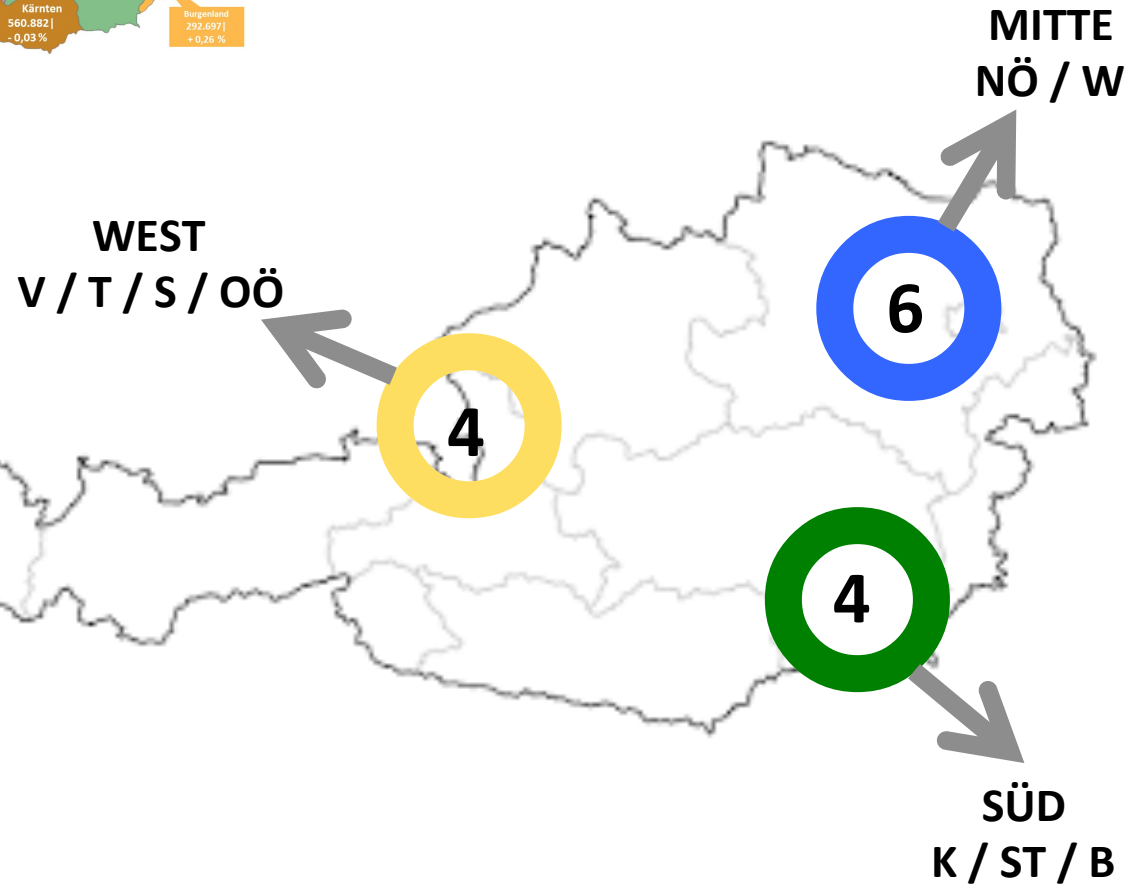 Kärnten
560.882|
- 0,03 %
Burgenland
292.697|
+ 0,26 %
MITTE
NÖ / W
WEST
V / T / S / OÖ
6
4
4
SÜD
K / ST / B